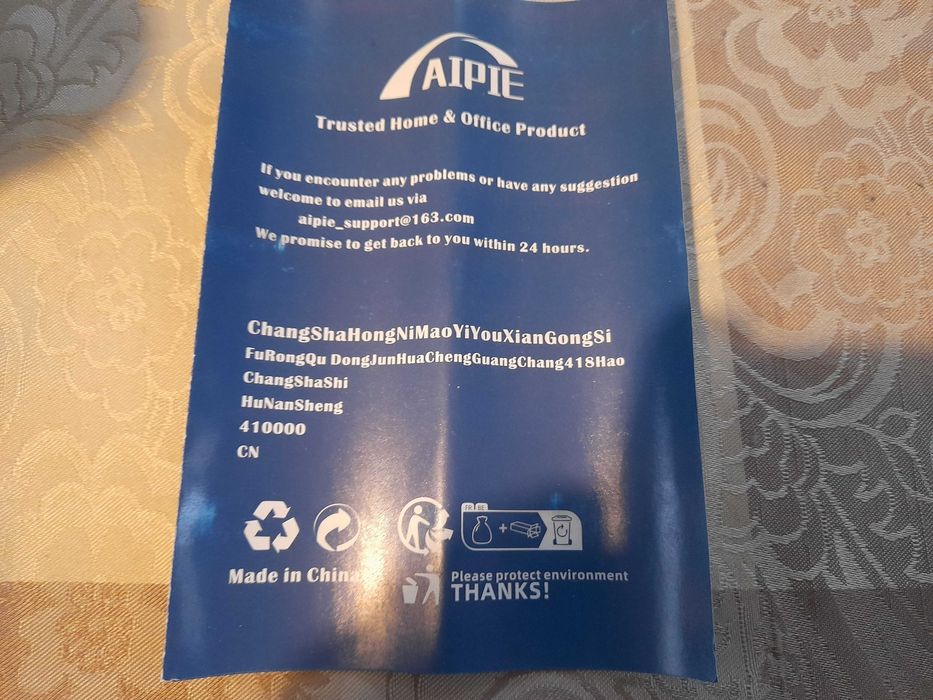 AIPIE
Trusted Home & Office Product
If you encounter any problems or have any suggestion
welcome to email us via
aipie_support@163.com
We promise to get back to you within 24 hours.
ChangShaHongNiMaoYiYouXianGongSi
FuRongQu DongJunHuaChengGuangChang418Hao
ChangShaShi
HuNanSheng
410000
CN
FR BE
+
Made in China
Please protect environment
THANKS!